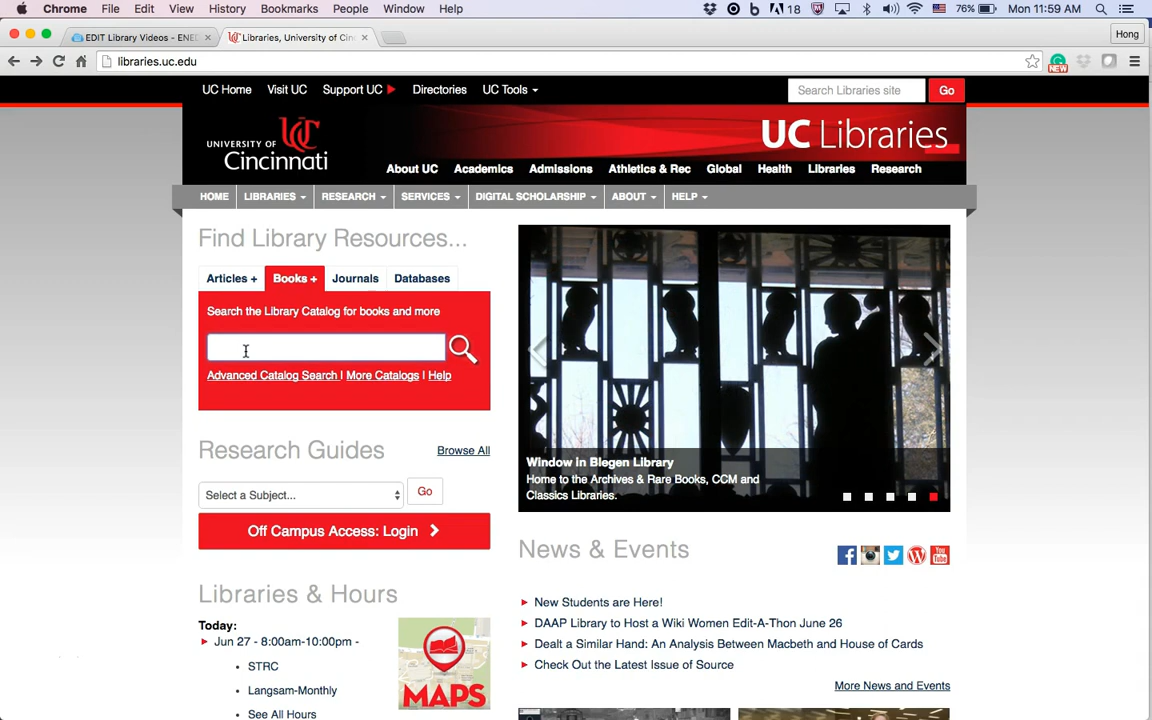 Chrome File Edit View History Bookmarks People Window Help 18 76% Mon 11:59 AM
EDIT Library Videos - ENED × Libraries, University of Cinc × Hong
libraries.uc.edu NEW
UC Home Visit UC Support UC Directories UC Tools Search Libraries site Go
UNIVERSITY OF Cincinnati UC Libraries
About UC Academics Admissions Athletics & Rec Global Health Libraries Research
HOME LIBRARIES RESEARCH SERVICES DIGITAL SCHOLARSHIP ABOUT HELP
Find Library Resources...
Articles + Books + Journals Databases
Search the Library Catalog for books and more
Advanced Catalog Search | More Catalogs | Help
Research Guides Browse All
Select a Subject... Go
Off Campus Access: Login
Libraries & Hours
Today:
Jun 27 - 8:00am-10:00pm -
STRC
Langsam-Monthly
See All Hours
MAPS
Window in Blegen Library
Home to the Archives & Rare Books, CCM and
Classics Libraries.
News & Events
You Tube
New Students are Here!
DAAP Library to Host a Wiki Women Edit-A-Thon June 26
Dealt a Similar Hand: An Analysis Between Macbeth and House of Cards
Check Out the Latest Issue of Source
More News and Events